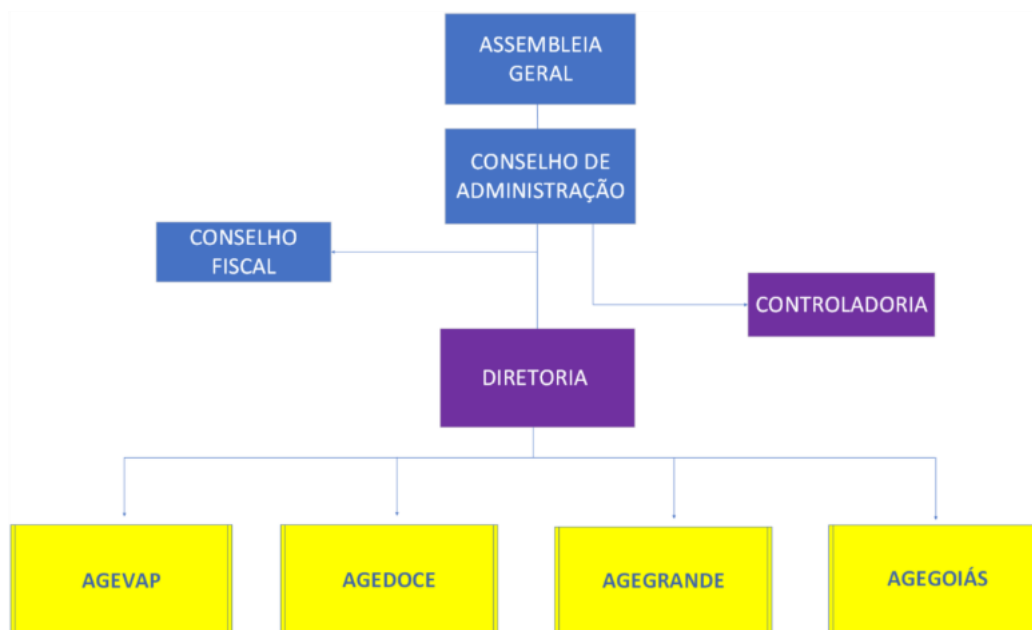 ASSEMBLEIA
GERAL
CONSELHO DE
ADMINISTRAÇÃO
CONSELHO
FISCAL
CONTROLADORIA
DIRETORIA
AGEVAP
AGEDOCE
AGEGRANDE
AGEGOIÁS